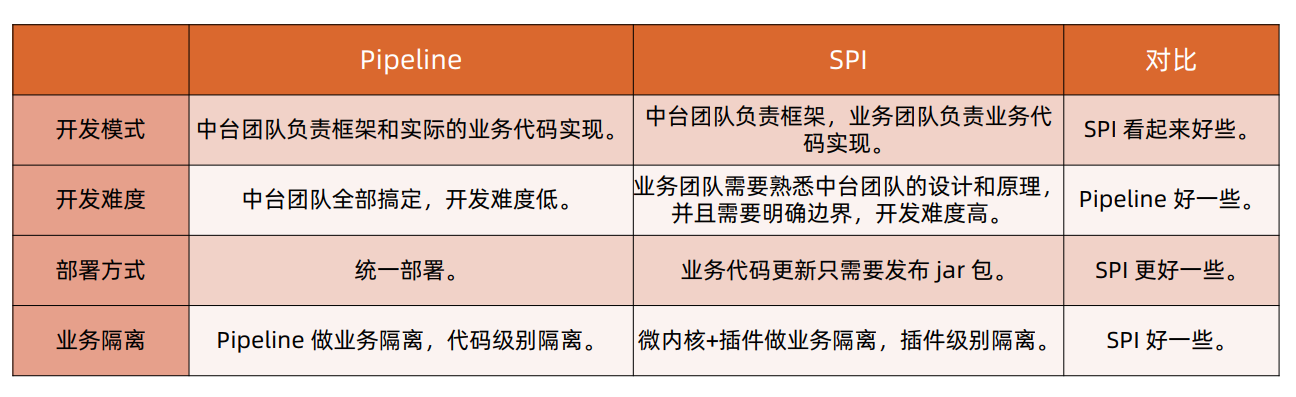 Pipeline
SPI
对比
开发模式
中台团队负责框架和实际的业务代码实现。
中台团队负责框架，业务团队负责业务代
码实现。
SPI 看起来好些。
开发难度
中台团队全部搞定，开发难度低。
业务团队需要熟悉中台团队的设计和原理，
并且需要明确边界，开发难度高。
Pipeline 好一些。
部署方式
统一部署。
业务代码更新只需要发布 jar 包。
SPI 更好一些。
业务隔离
Pipeline 做业务隔离，代码级别隔离。
微内核+插件做业务隔离，插件级别隔离。
SPI 好一些。